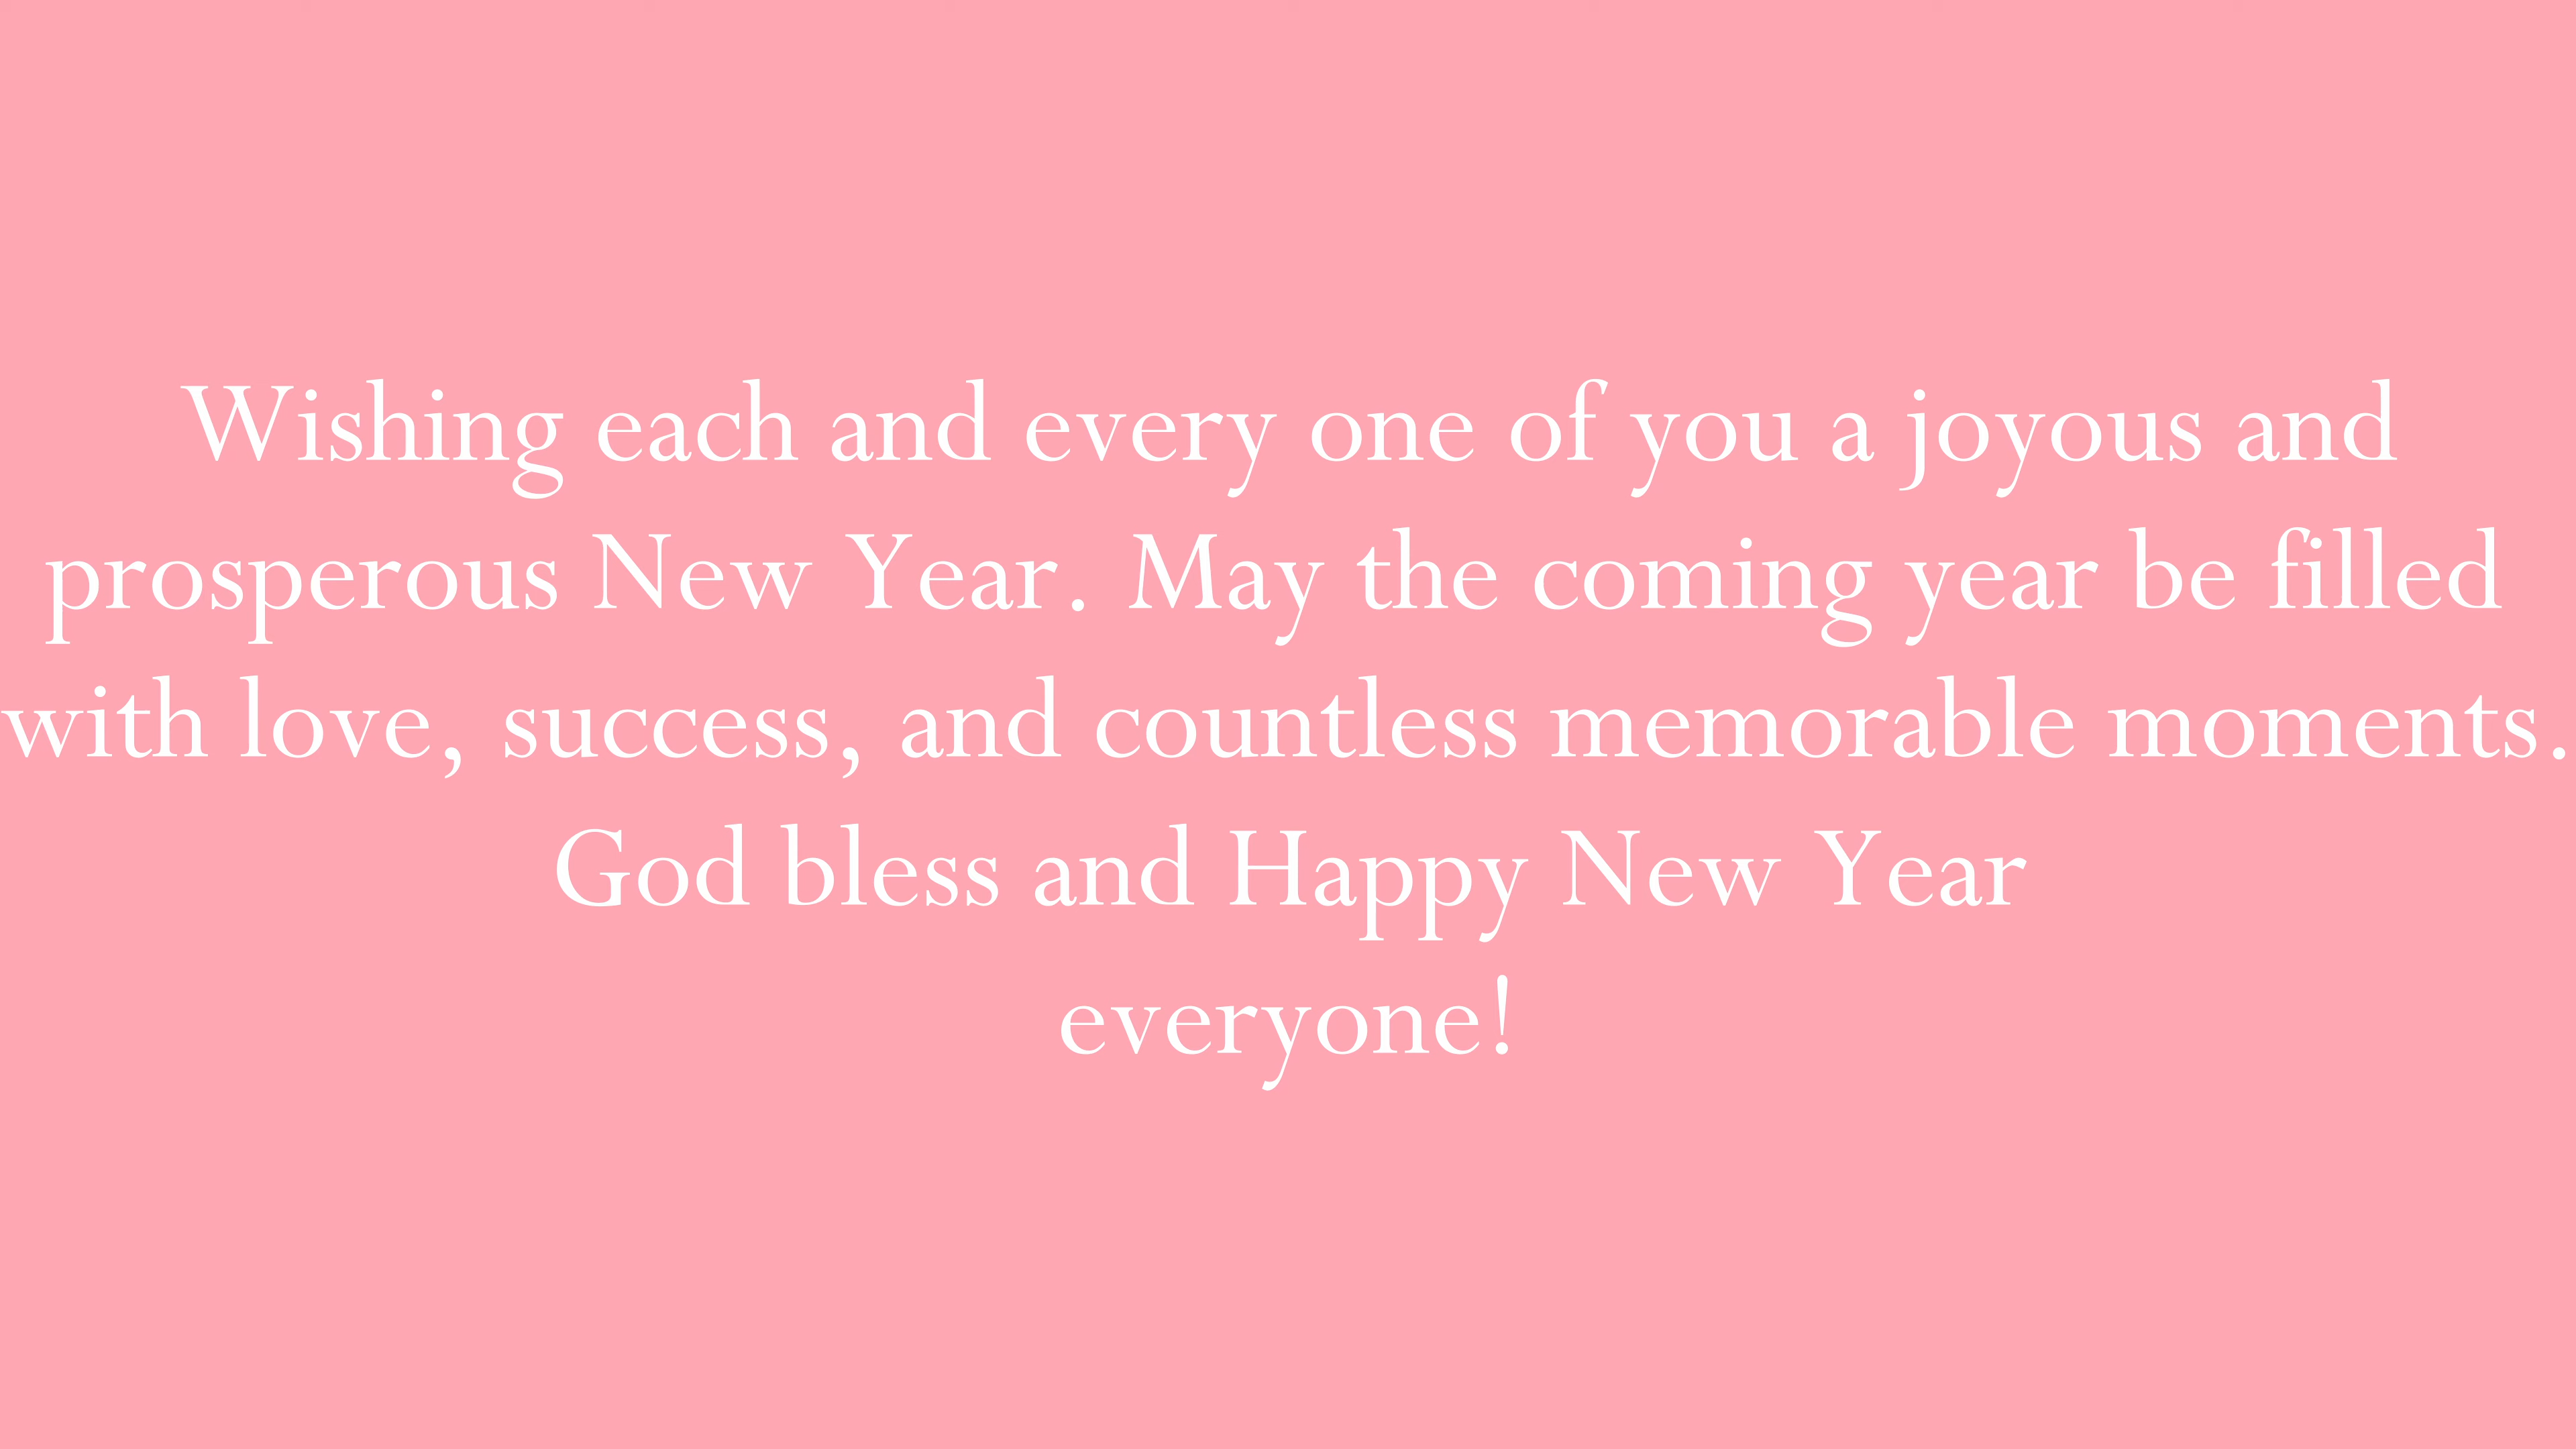 Wishing each and every one of you a joyous and
prosperous New Year. May the coming year be filled
with love, success, and countless memorable moments.
God bless and Happy New Year
everyone!